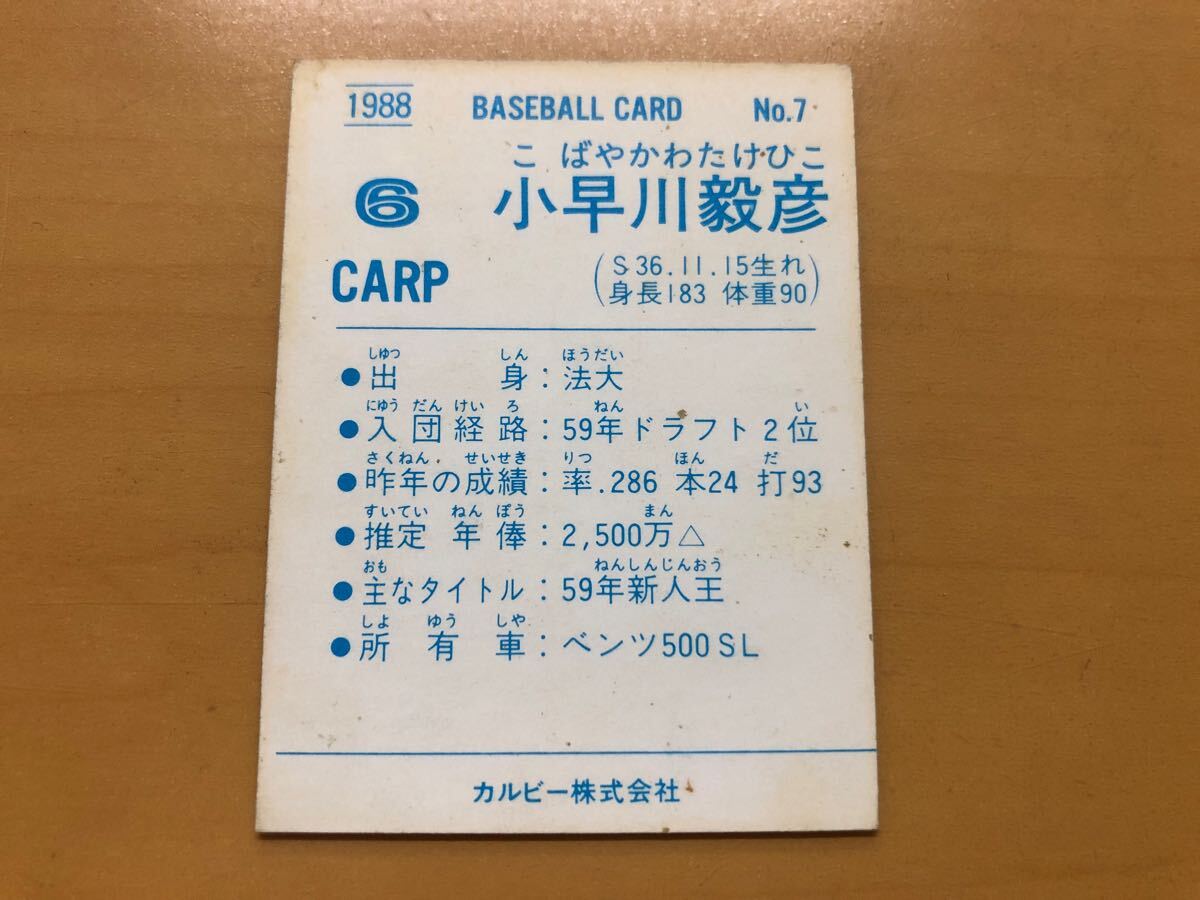 1988 BASEBALL CARD No.7
こ ばやかわたけひこ
6 小早川毅彦
CARP
(S36.11.15生れ
身長183 体重90)
しゆつ しん ほうだい
●出 身：法大
にゆう だん けい ろ ねん い
●入団経路：59年ドラフト2位
さくねん せいせき りつ ほん だ
●昨年の成績：率.286 本24 打93
すいてい ねん ぽう まん
●推定 年 俸：2,500万△
おも ねんしんじんおう
●主なタイトル：59年新人王
しよ ゆう しや
●所 有 車：ベンツ500SL
カルビー株式会社